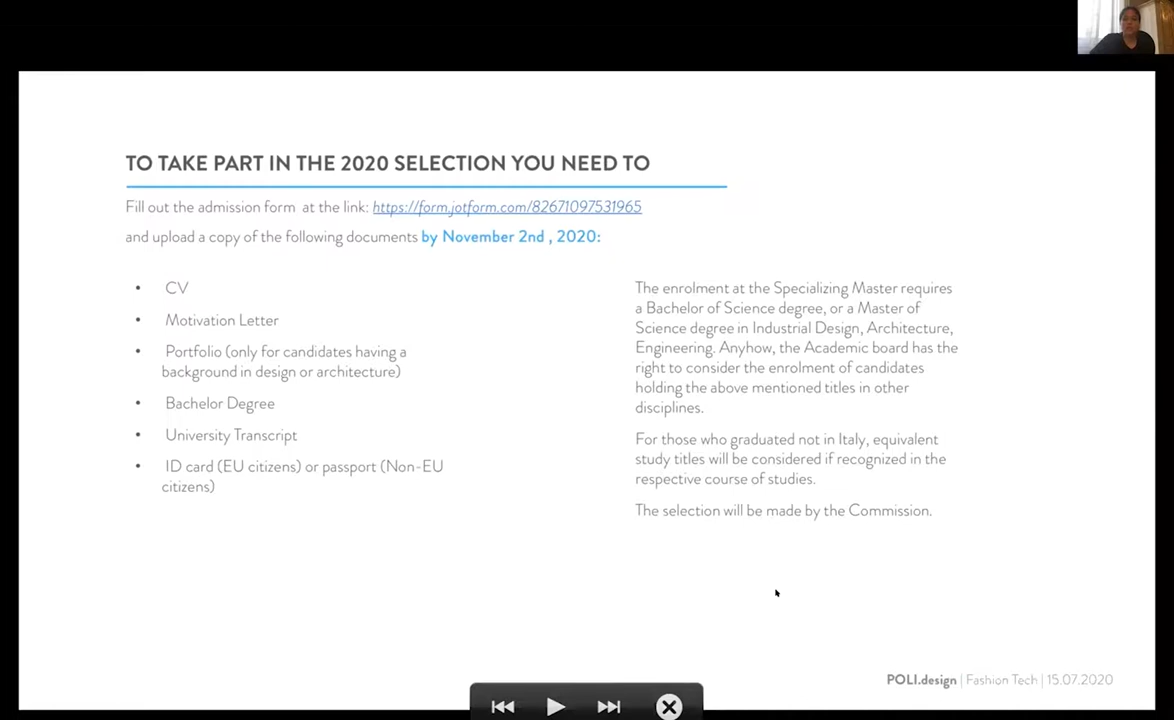 TO TAKE PART IN THE 2020 SELECTION YOU NEED TO
Fill out the admission form at the link: https://form.jotform.com/82671097531965
and upload a copy of the following documents by November 2nd , 2020:
• CV
• Motivation Letter
• Portfolio (only for candidates having a
background in design or architecture)
• Bachelor Degree
• University Transcript
• ID card (EU citizens) or passport (Non-EU
citizens)
The enrolment at the Specializing Master requires
a Bachelor of Science degree, or a Master of
Science degree in Industrial Design, Architecture,
Engineering. Anyhow, the Academic board has the
right to consider the enrolment of candidates
holding the above mentioned titles in other
disciplines.
For those who graduated not in Italy, equivalent
study titles will be considered if recognized in the
respective course of studies.
The selection will be made by the Commission.
POLI.design | Fashion Tech | 15.07.2020